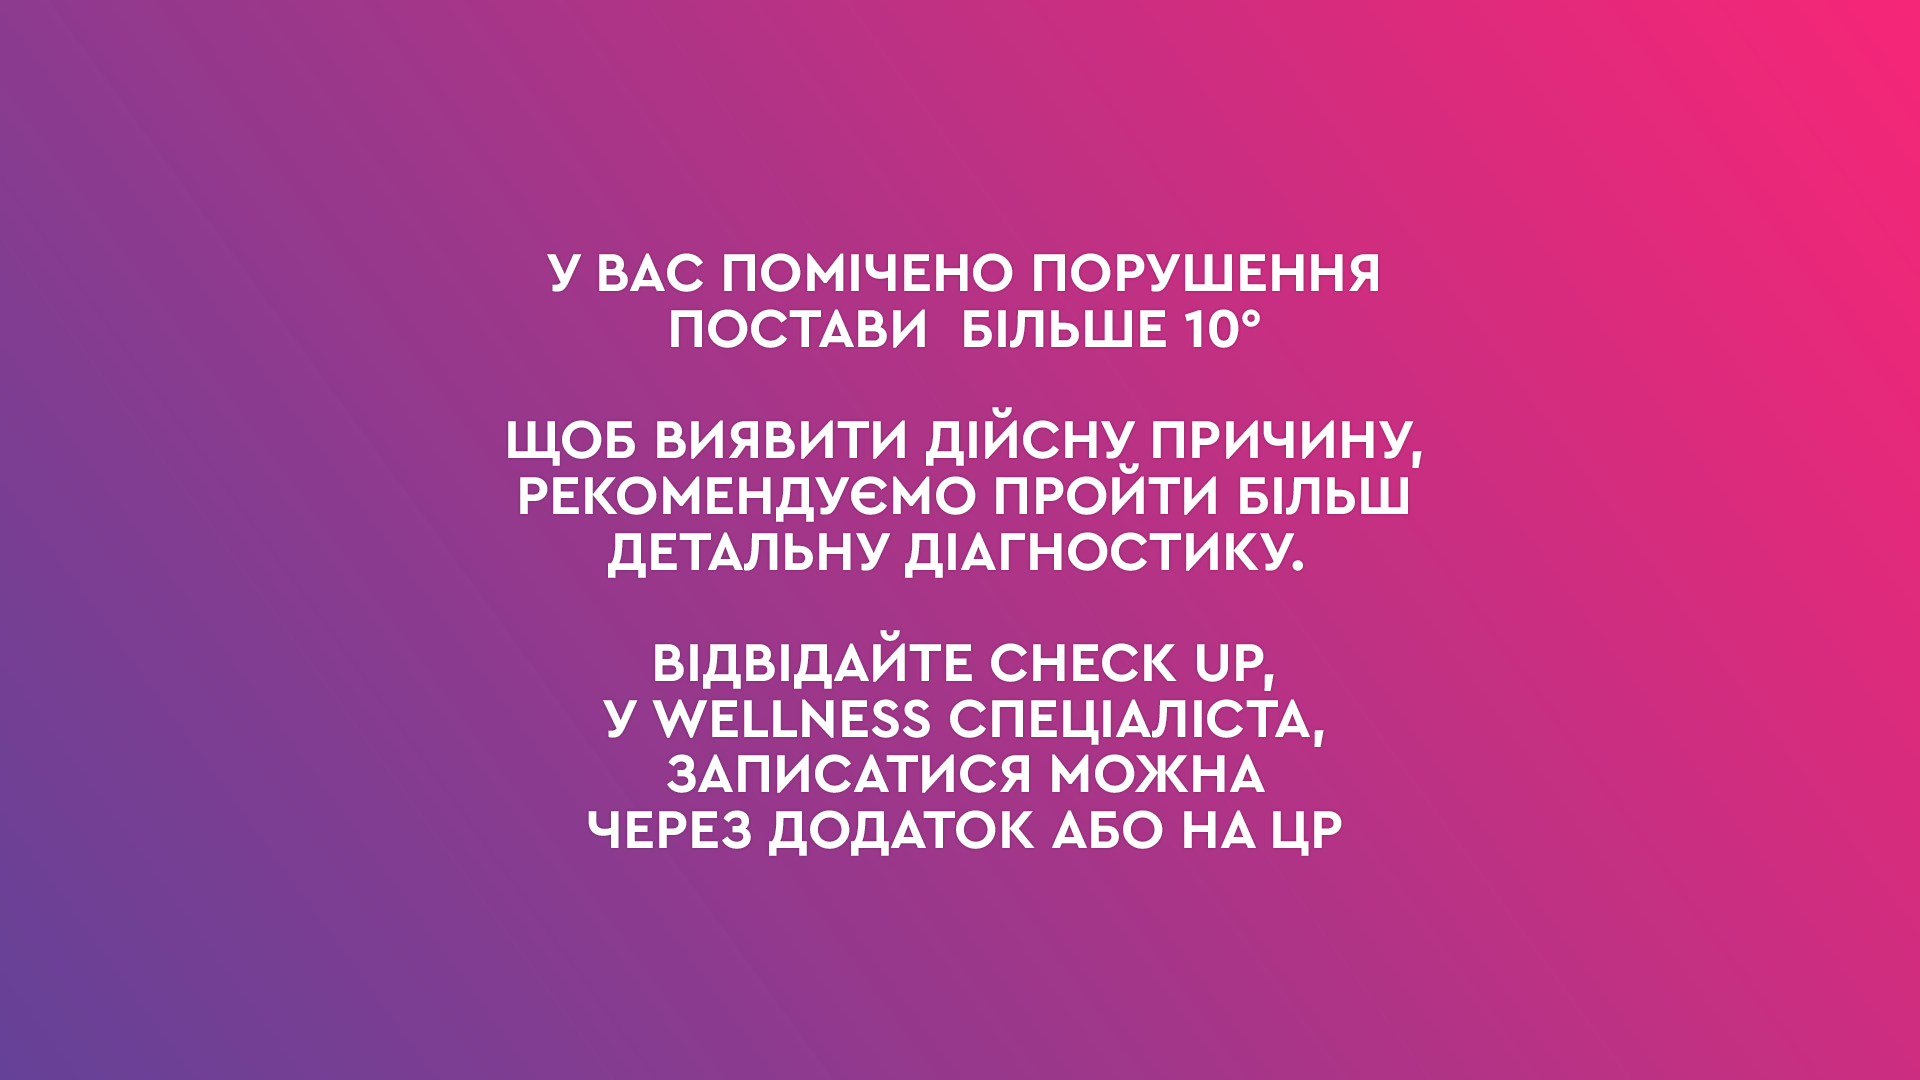 У ВАС ПОМІЧЕНО ПОРУШЕННЯ
ПОСТАВИ  БІЛЬШЕ 10°
ЩОБ ВИЯВИТИ ДІЙСНУ ПРИЧИНУ,
РЕКОМЕНДУЄМО ПРОЙТИ БІЛЬШ
ДЕТАЛЬНУ ДІАГНОСТИКУ.
ВІДВІДАЙТЕ CHECK UP,
У WELLNESS СПЕЦІАЛІСТА,
ЗАПИСАТИСЯ МОЖНА
ЧЕРЕЗ ДОДАТОК АБО НА ЦР